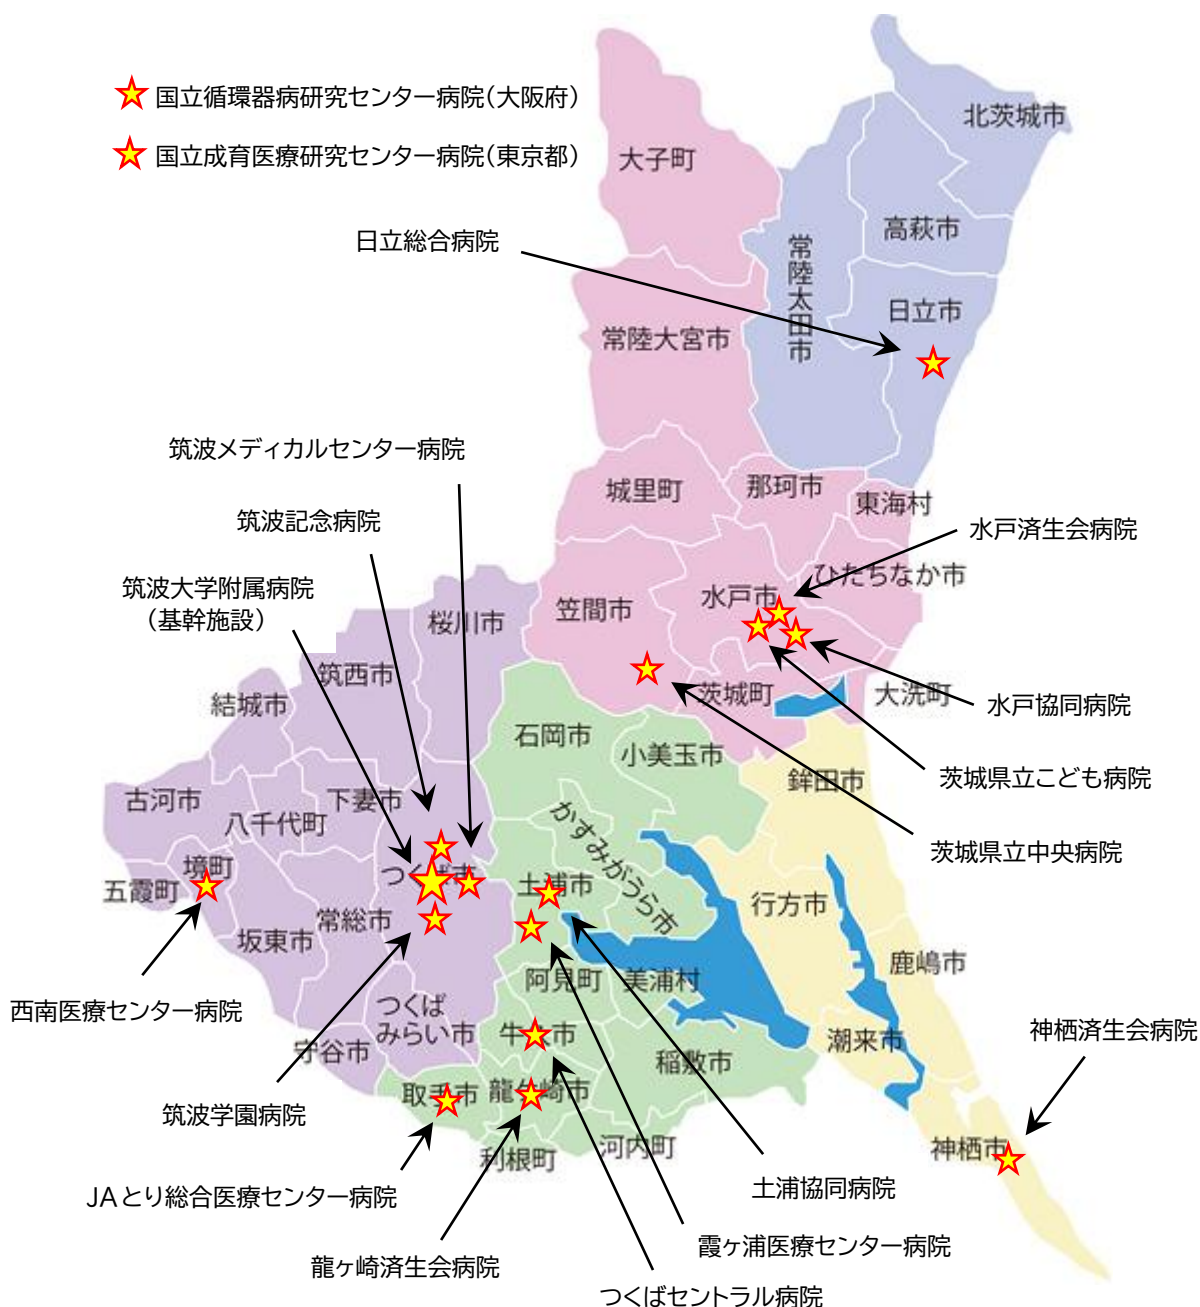 国立循環器病研究センター病院(大阪府)
国立成育医療研究センター病院(東京都)
北茨城市
大子町
高萩市
日立総合病院
常陸太田市
日立市
常陸大宮市
筑波メディカルセンター病院
城里町
那珂市
東海村
筑波記念病院
水戸済生会病院
筑波大学附属病院
(基幹施設)
ひたちなか市
水戸市
笠間市
桜川市
筑西市
結城市
茨城町
大洗町
水戸協同病院
石岡市
小美玉市
鉾田市
茨城県立こども病院
古河市
下妻市
八千代町
かすみがうら市
茨城県立中央病院
境町
五霞町
つくば市
土浦市
行方市
常総市
坂東市
鹿嶋市
阿見町
美浦村
西南医療センター病院
つくば
みらい市
守谷市
牛久市
稲敷市
潮来市
神栖済生会病院
取手市
龍ケ崎市
筑波学園病院
利根町
河内町
神栖市
JAとり総合医療センター病院
土浦協同病院
霞ヶ浦医療センター病院
龍ヶ崎済生会病院
つくばセントラル病院